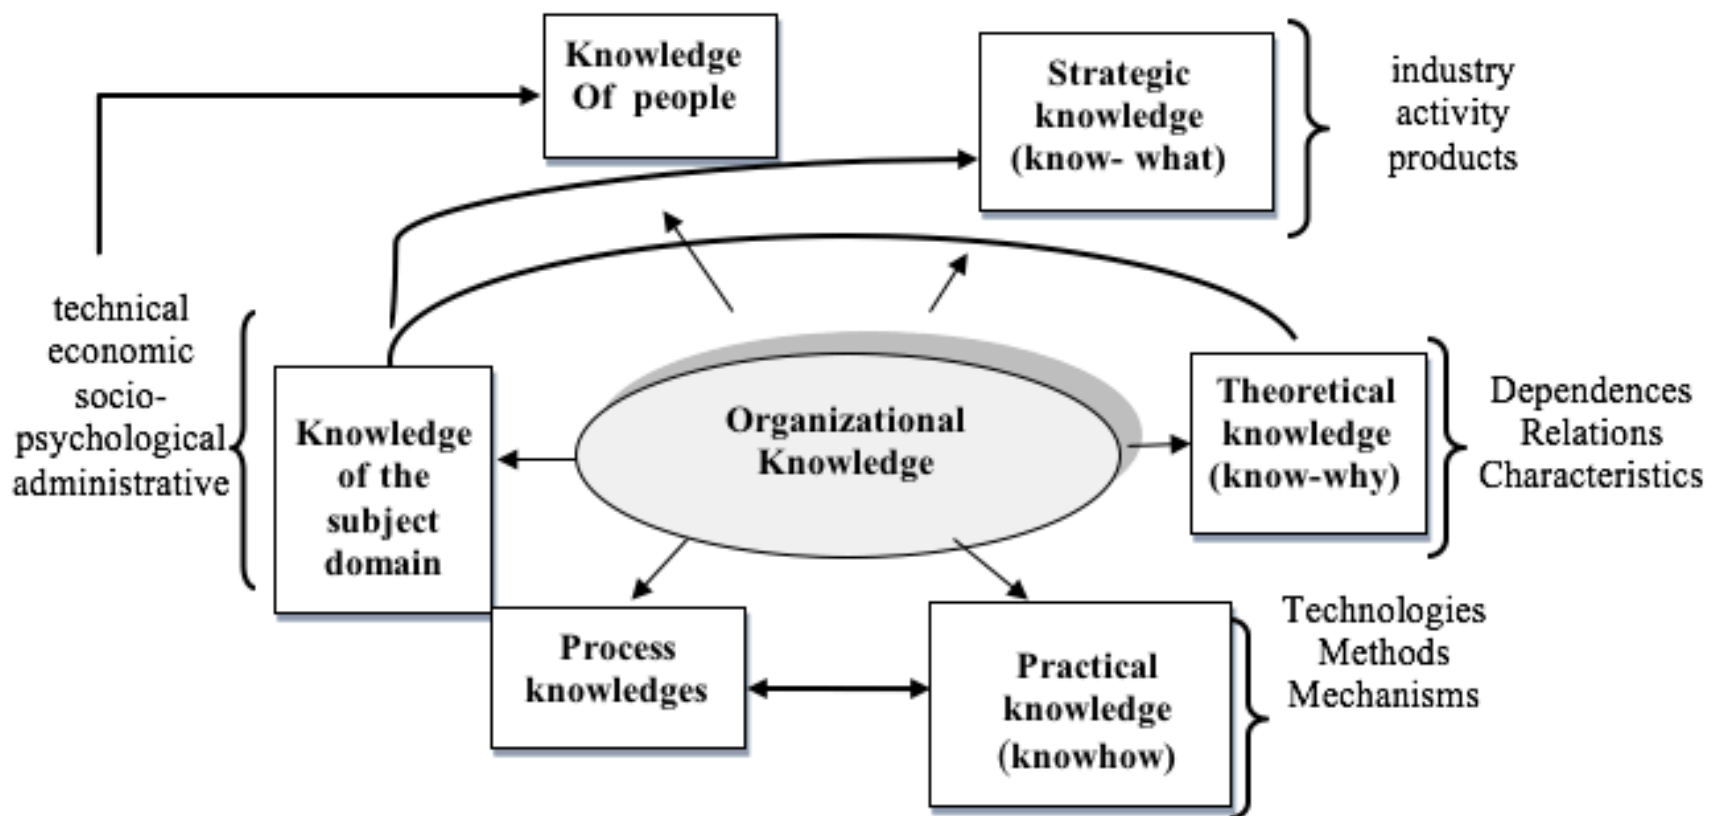 Knowledge
Of people
Strategic
knowledge
(know- what)
industry
activity
products
technical
economic
socio-
psychological
administrative
Knowledge
of the
subject
domain
Organizational
Knowledge
Theoretical
knowledge
(know-why)
Dependences
Relations
Characteristics
Process
knowledges
Practical
knowledge
(knowhow)
Technologies
Methods
Mechanisms